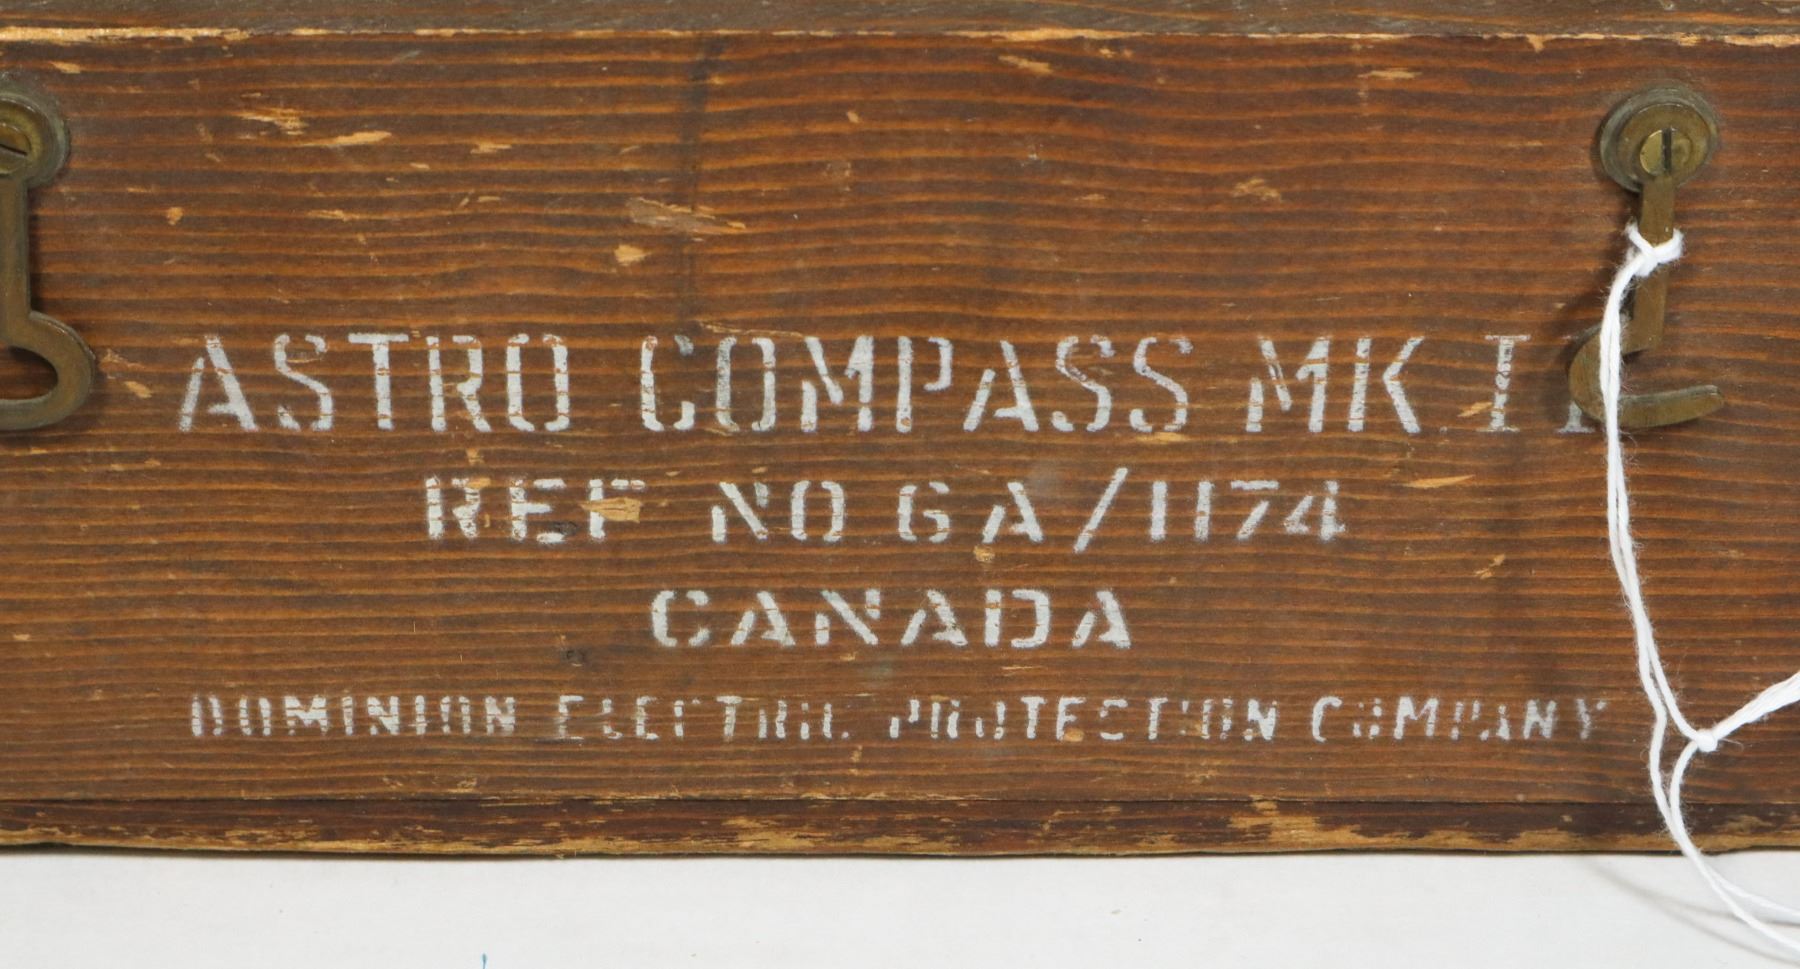 ASTRO COMPASS MK. II
REF NO 6A/1174
CANADA
DOMINION ELECTRIC PROTECTION COMPANY